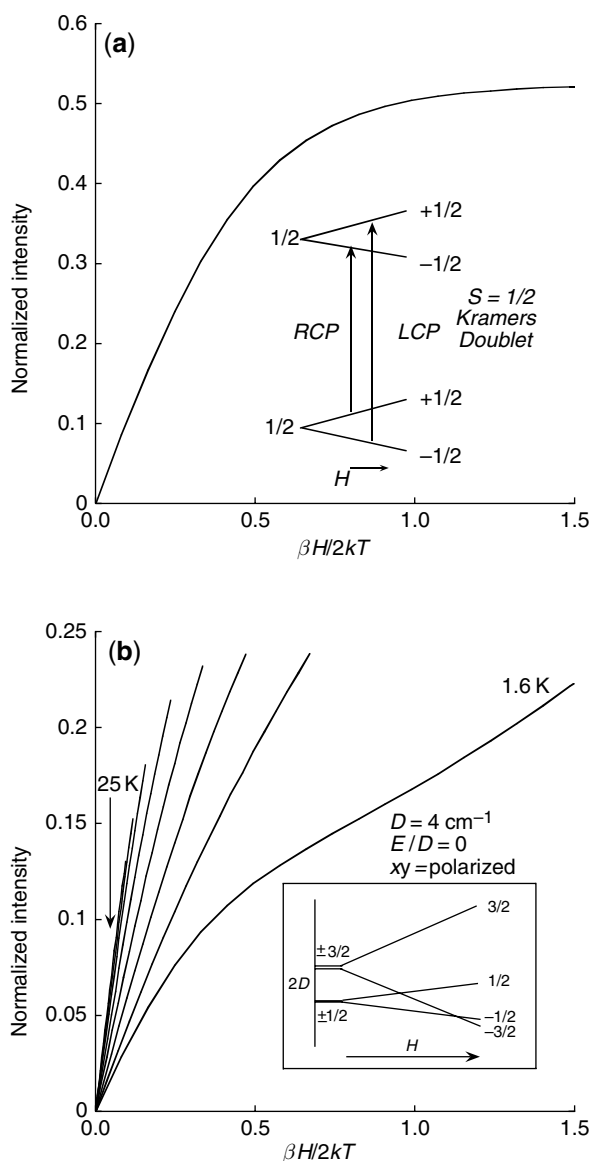 (a)
0.6
0.5
0.4
0.3
0.2
0.1
0
Normalized intensity
+1/2
1/2
−1/2
RCP
LCP
S = 1/2
Kramers
Doublet
+1/2
1/2
−1/2
H
0.0
0.5
1.0
1.5
βH/2kT
(b)
0.25
0.2
0.15
0.1
0.05
0
Normalized intensity
1.6 K
25 K
D = 4 cm⁻¹
E/D = 0
xy = polarized
3/2
±3/2
2D
1/2
±1/2
−1/2
−3/2
H
0.0
0.5
1.0
1.5
βH/2kT